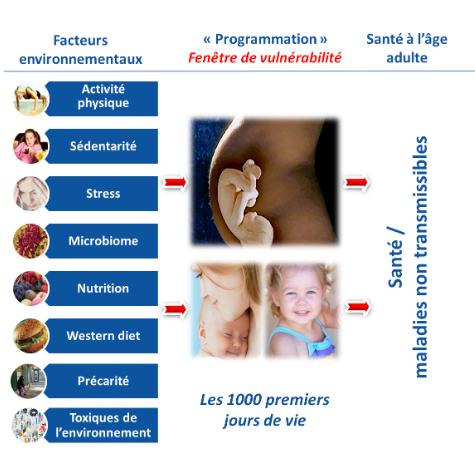 Facteurs
environnementaux
« Programmation »
Fenêtre de vulnérabilité
Santé à l'âge
adulte
Activité
physique
Sédentarité
Stress
Microbiome
Nutrition
Western diet
Précarité
Toxiques de
l'environnement
Les 1000 premiers
jours de vie
Santé /
maladies non transmissibles